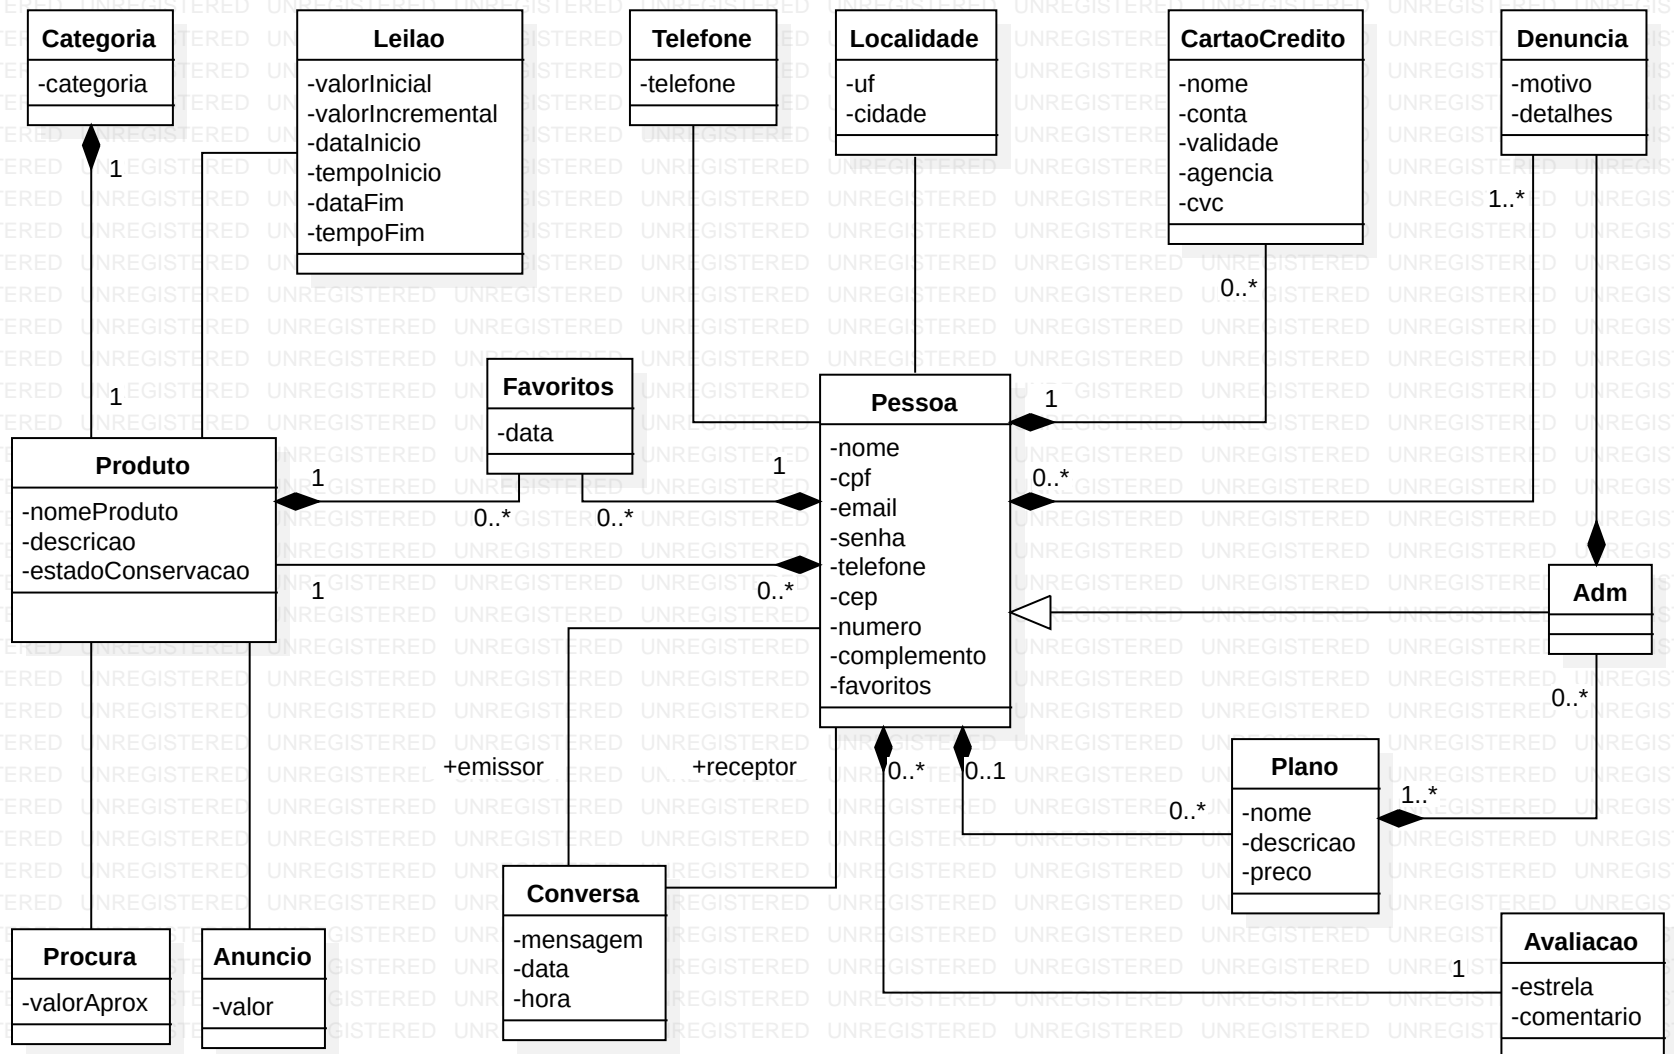 Categoria
-categoria
1
1
Leilao
-valorInicial
-valorIncremental
-dataInicio
-tempoInicio
-dataFim
-tempoFim
Telefone
-telefone
Localidade
-uf
-cidade
CartaoCredito
-nome
-conta
-validade
-agencia
-cvc
0..*
Denuncia
-motivo
-detalhes
1..*
Favoritos
-data
0..*
0..*
Produto
-nomeProduto
-descricao
-estadoConservacao
1
1
Pessoa
-nome
-cpf
-email
-senha
-telefone
-cep
-numero
-complemento
-favoritos
1
0..*
1
0..*
0..*
0..1
Adm
0..*
+emissor
+receptor
Plano
-nome
-descricao
-preco
0..*
1..*
Procura
-valorAprox
Anuncio
-valor
Conversa
-mensagem
-data
-hora
Avaliacao
-estrela
-comentario
1
UNREGISTERED